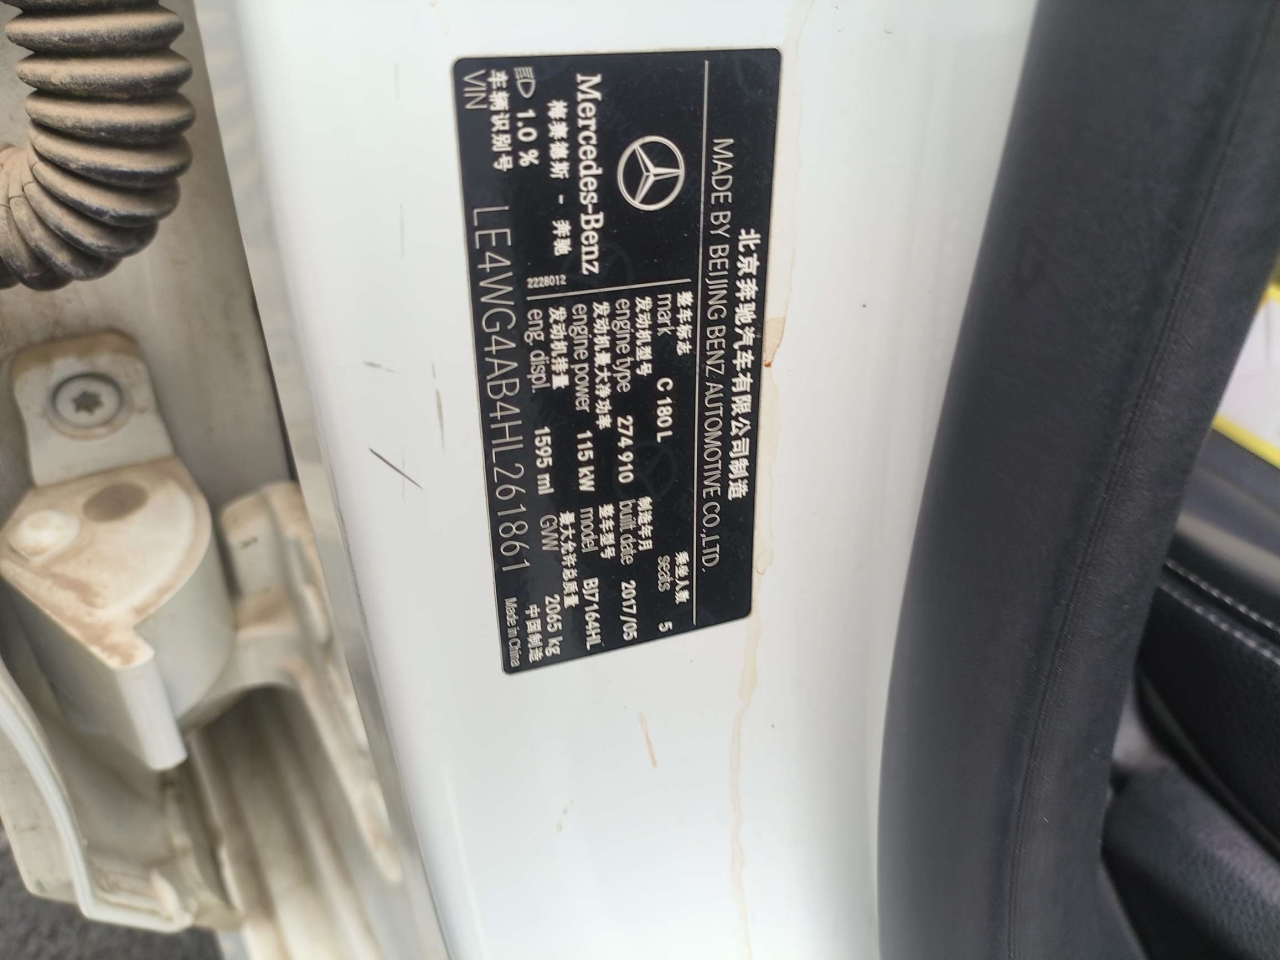 北京奔驰汽车有限公司制造
MADE BY BEIJING BENZ AUTOMOTIVE CO.,LTD.
Mercedes-Benz
梅赛德斯 - 奔驰
1.0 %
2228012
整车标志
mark C 180 L
乘坐人数
seats 5
发动机型号
engine type 274 910
制造年月
built date 2017/05
发动机最大净功率
engine power 115 kW
整车型号
model BJ7164HL
发动机排量
eng. displ. 1595 ml
最大允许总质量
GVW 2065 kg
车辆识别号
VIN LE4WG4AB4HL261861
中国制造
Made in China